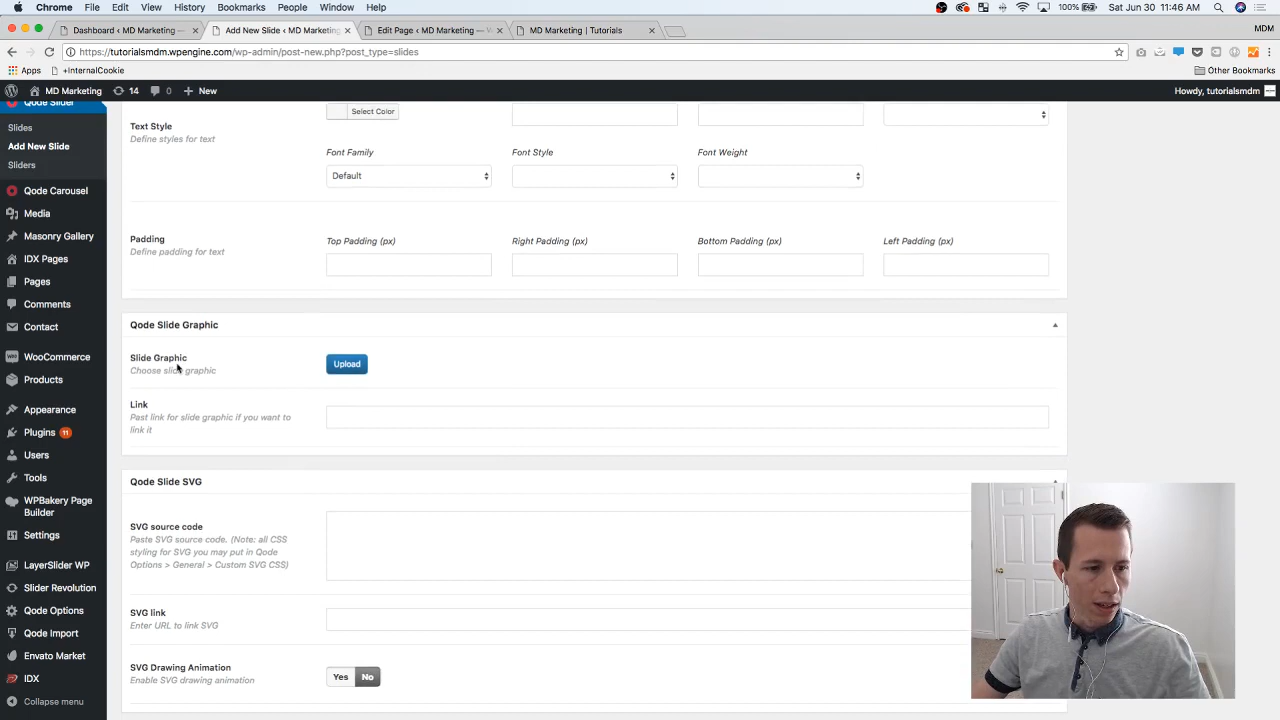 Chrome File Edit View History Bookmarks People Window Help 100% Sat Jun 30 11:46 AM
Dashboard ‹ MD Marketing — Add New Slide ‹ MD Marketing Edit Page ‹ MD Marketing — MD Marketing | Tutorials MDM
https://tutorialsmdm.wpengine.com/wp-admin/post-new.php?post_type=slides
Apps +InternalCookie Other Bookmarks
MD Marketing 14 0 New Howdy, tutorialsmdm
Qode Slider
Slides
Add New Slide
Sliders
Qode Carousel
Media
Masonry Gallery
IDX Pages
Pages
Comments
Contact
WooCommerce
Products
Appearance
Plugins 11
Users
Tools
WPBakery Page
Builder
Settings
LayerSlider WP
Slider Revolution
Qode Options
Qode Import
Envato Market
IDX
Collapse menu
Text Style
Define styles for text
Select Color
Font Family Font Style Font Weight
Default
Padding
Define padding for text
Top Padding (px) Right Padding (px) Bottom Padding (px) Left Padding (px)
Qode Slide Graphic
Slide Graphic
Choose slide graphic
Upload
Link
Past link for slide graphic if you want to
link it
Qode Slide SVG
SVG source code
Paste SVG source code. (Note: all CSS
styling for SVG you may put in Qode
Options > General > Custom SVG CSS)
SVG link
Enter URL to link SVG
SVG Drawing Animation
Enable SVG drawing animation
Yes No